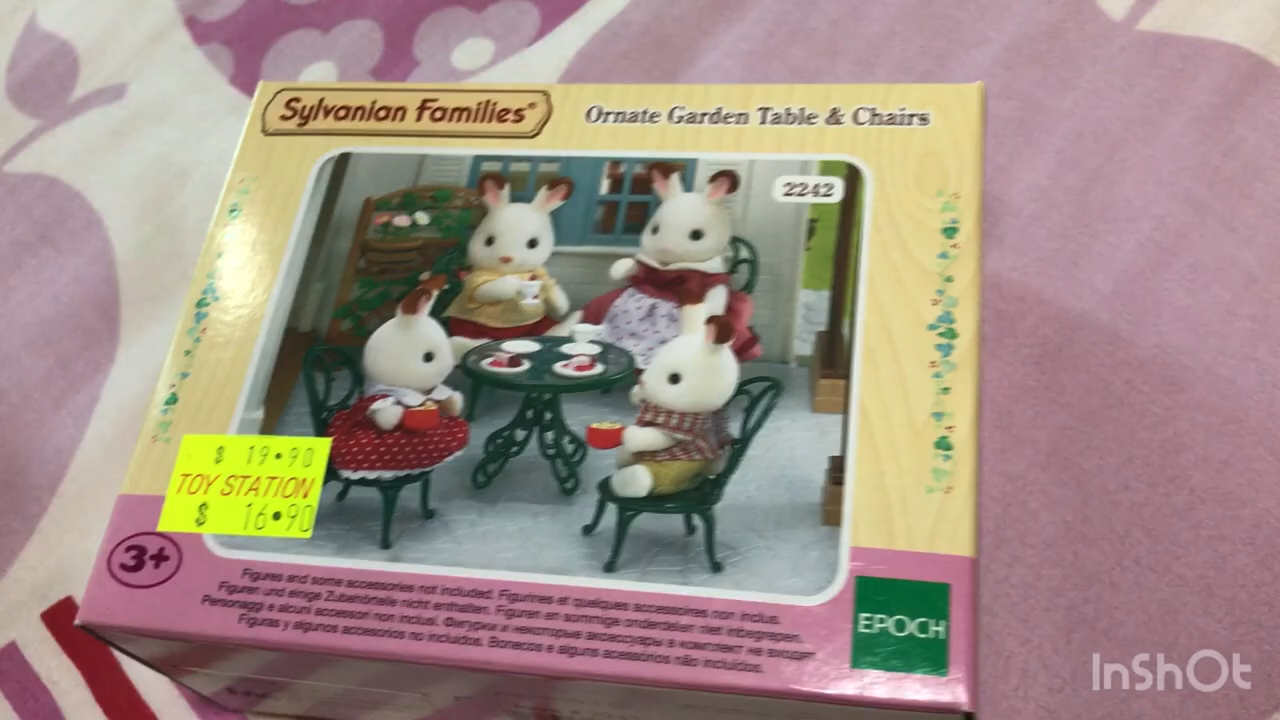 Sylvanian Families®
Ornate Garden Table & Chairs
2242
$ 19•90
TOY STATION
$ 16•90
3+
Figures and some accessories not included. Figurines et quelques accessoires non inclus.
Figuren und einige Zubehörteile nicht enthalten. Figuren en sommige onderdelen niet inbegrepen.
Personaggi e alcuni accessori non inclusi. Фигурки и некоторые аксессуары в комплект не входят
Figuras y algunos accesorios no incluidos. Bonecos e alguns acessórios não incluídos.
EPOCH
InShOt